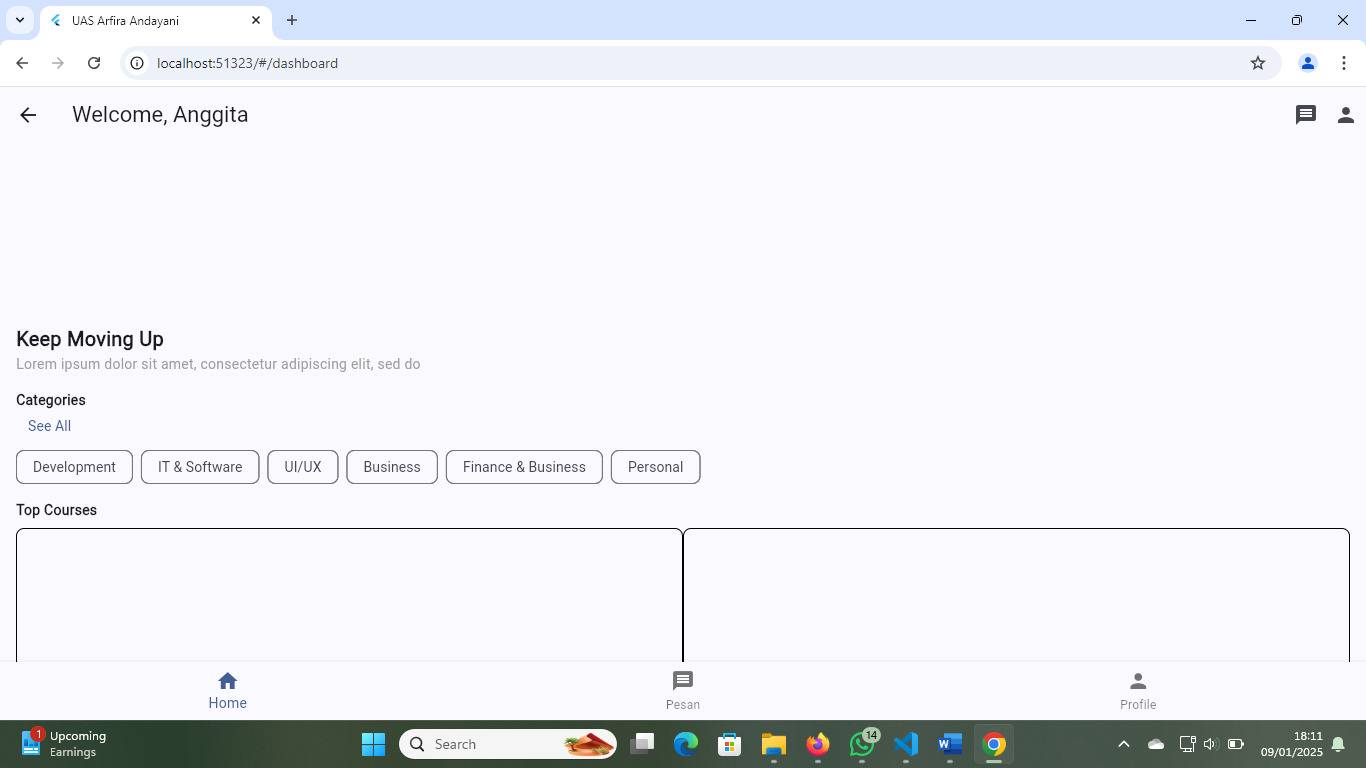 UAS Arfira Andayani
localhost:51323/#/dashboard
Welcome, Anggita
Keep Moving Up
Lorem ipsum dolor sit amet, consectetur adipiscing elit, sed do
Categories
See All
Development IT & Software UI/UX Business Finance & Business Personal
Top Courses
Home Pesan Profile
1 Upcoming
Earnings
Search
14
18:11
09/01/2025